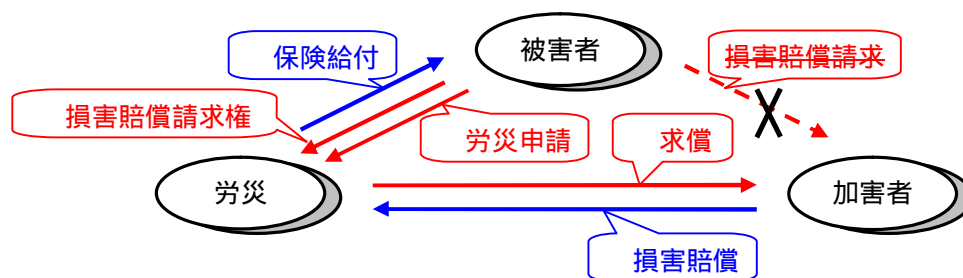 被害者
保険給付
損害賠償請求
損害賠償請求権
労災申請
求償
労災
加害者
損害賠償